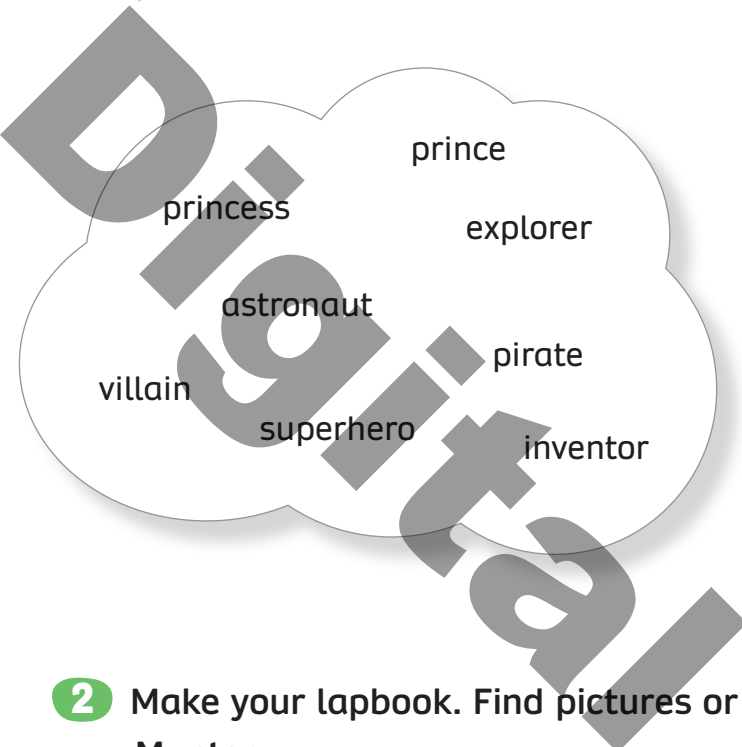 prince
princess
explorer
astronaut
pirate
villain
superhero
inventor
2 Make your lapbook. Find pictures or
Digital